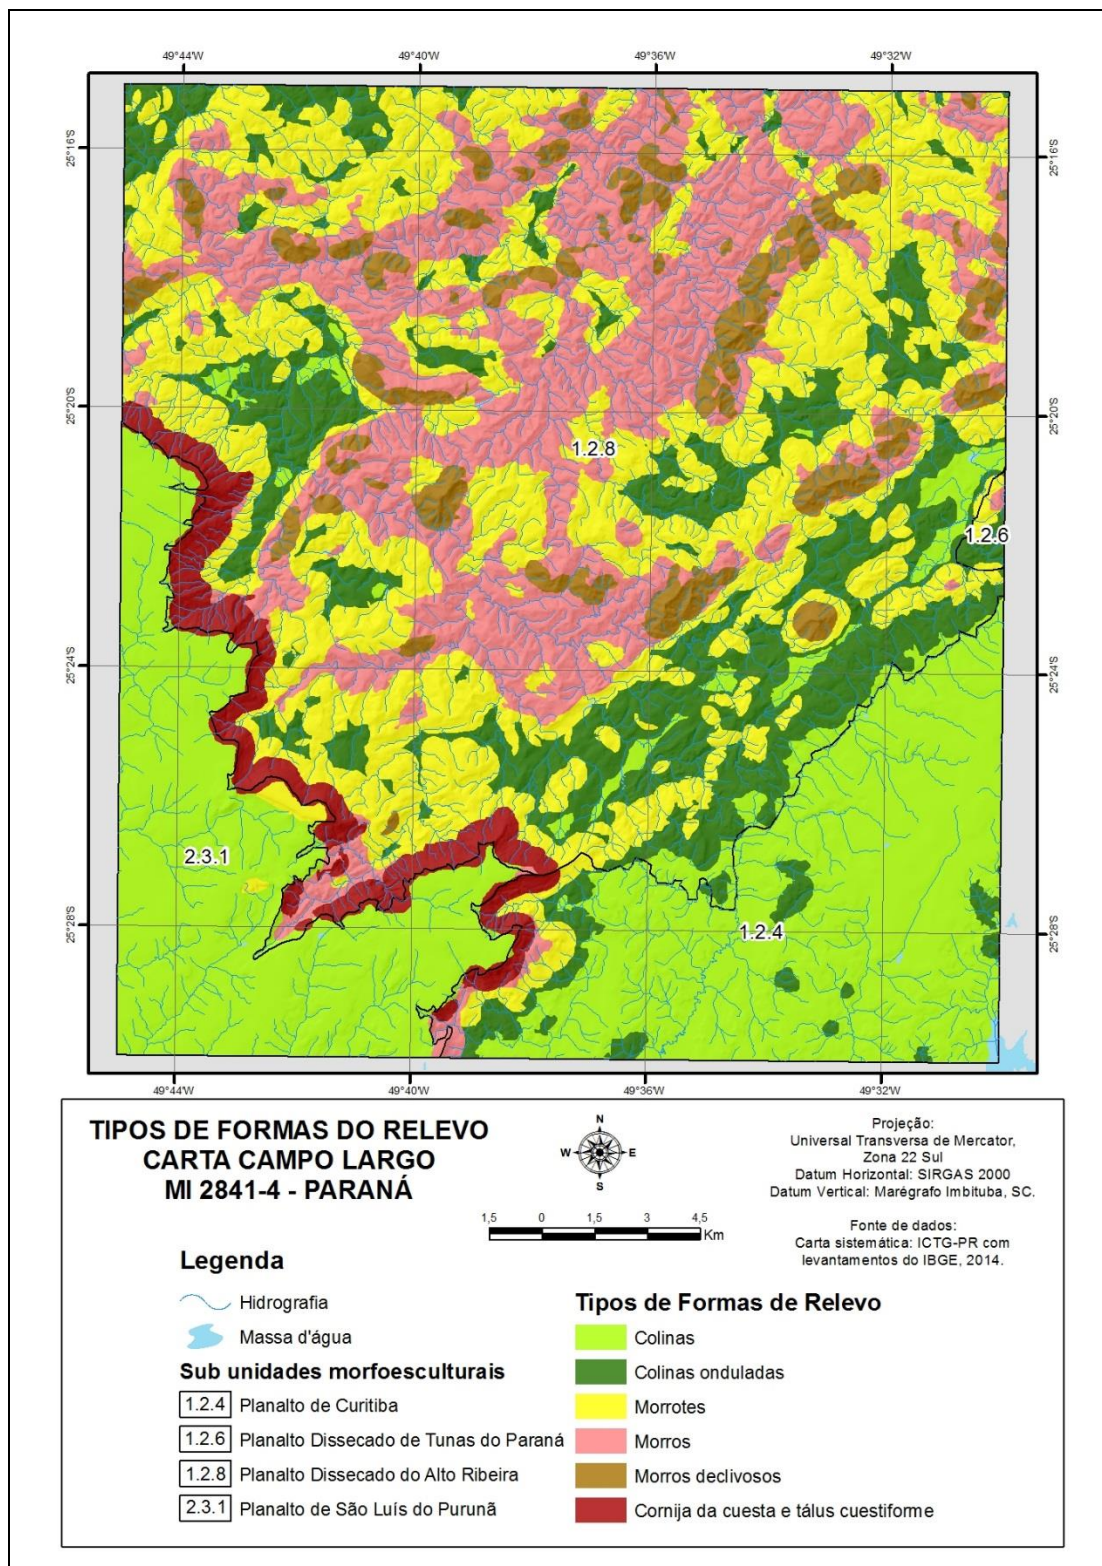 49°44'W
49°40'W
49°36'W
49°32'W
25°16'S
25°16'S
25°20'S
25°20'S
1.2.8
1.2.6
25°24'S
25°24'S
2.3.1
1.2.4
25°28'S
25°28'S
49°44'W
49°40'W
49°36'W
49°32'W
TIPOS DE FORMAS DO RELEVO
CARTA CAMPO LARGO
MI 2841-4 - PARANÁ
N
W
E
S
1,5 0 1,5 3 4,5
Km
Projeção:
Universal Transversa de Mercator,
Zona 22 Sul
Datum Horizontal: SIRGAS 2000
Datum Vertical: Marégrafo Imbituba, SC.
Fonte de dados:
Carta sistemática: ICTG-PR com
levantamentos do IBGE, 2014.
Legenda
Hidrografia
Massa d'água
Sub unidades morfoesculturais
1.2.4 Planalto de Curitiba
1.2.6 Planalto Dissecado de Tunas do Paraná
1.2.8 Planalto Dissecado do Alto Ribeira
2.3.1 Planalto de São Luís do Purunã
Tipos de Formas de Relevo
Colinas
Colinas onduladas
Morrotes
Morros
Morros declivosos
Cornija da cuesta e tálus cuestiforme